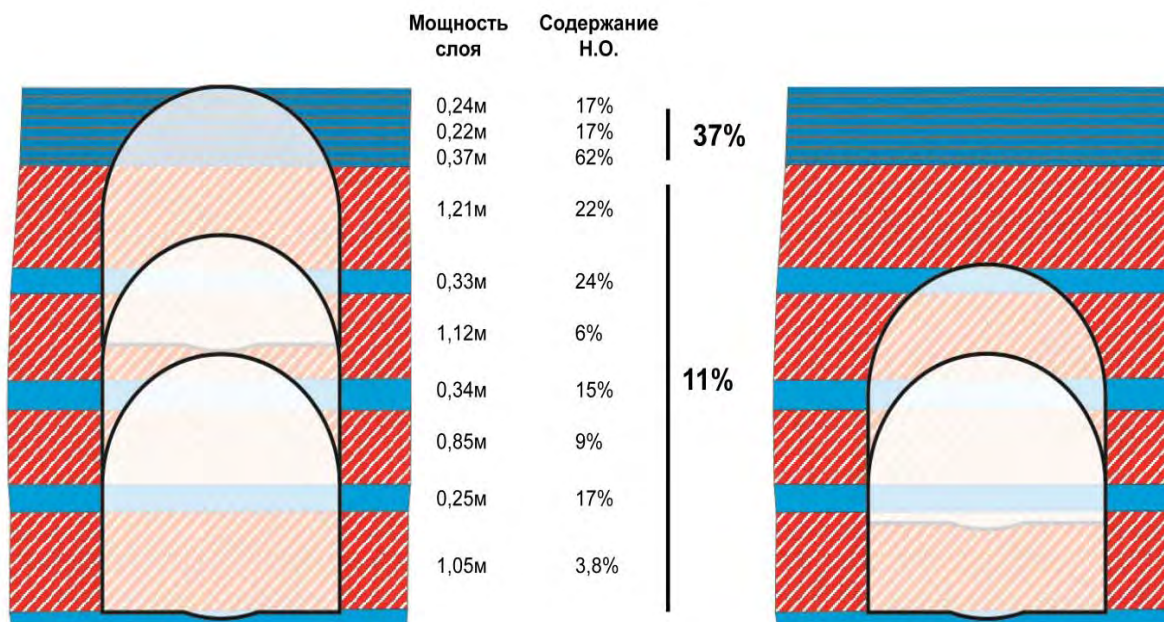 Мощность Содержание
слоя Н.О.
0,24м 17%
0,22м 17%
37%
0,37м 62%
1,21м 22%
0,33м 24%
1,12м 6%
11%
0,34м 15%
0,85м 9%
0,25м 17%
1,05м 3,8%